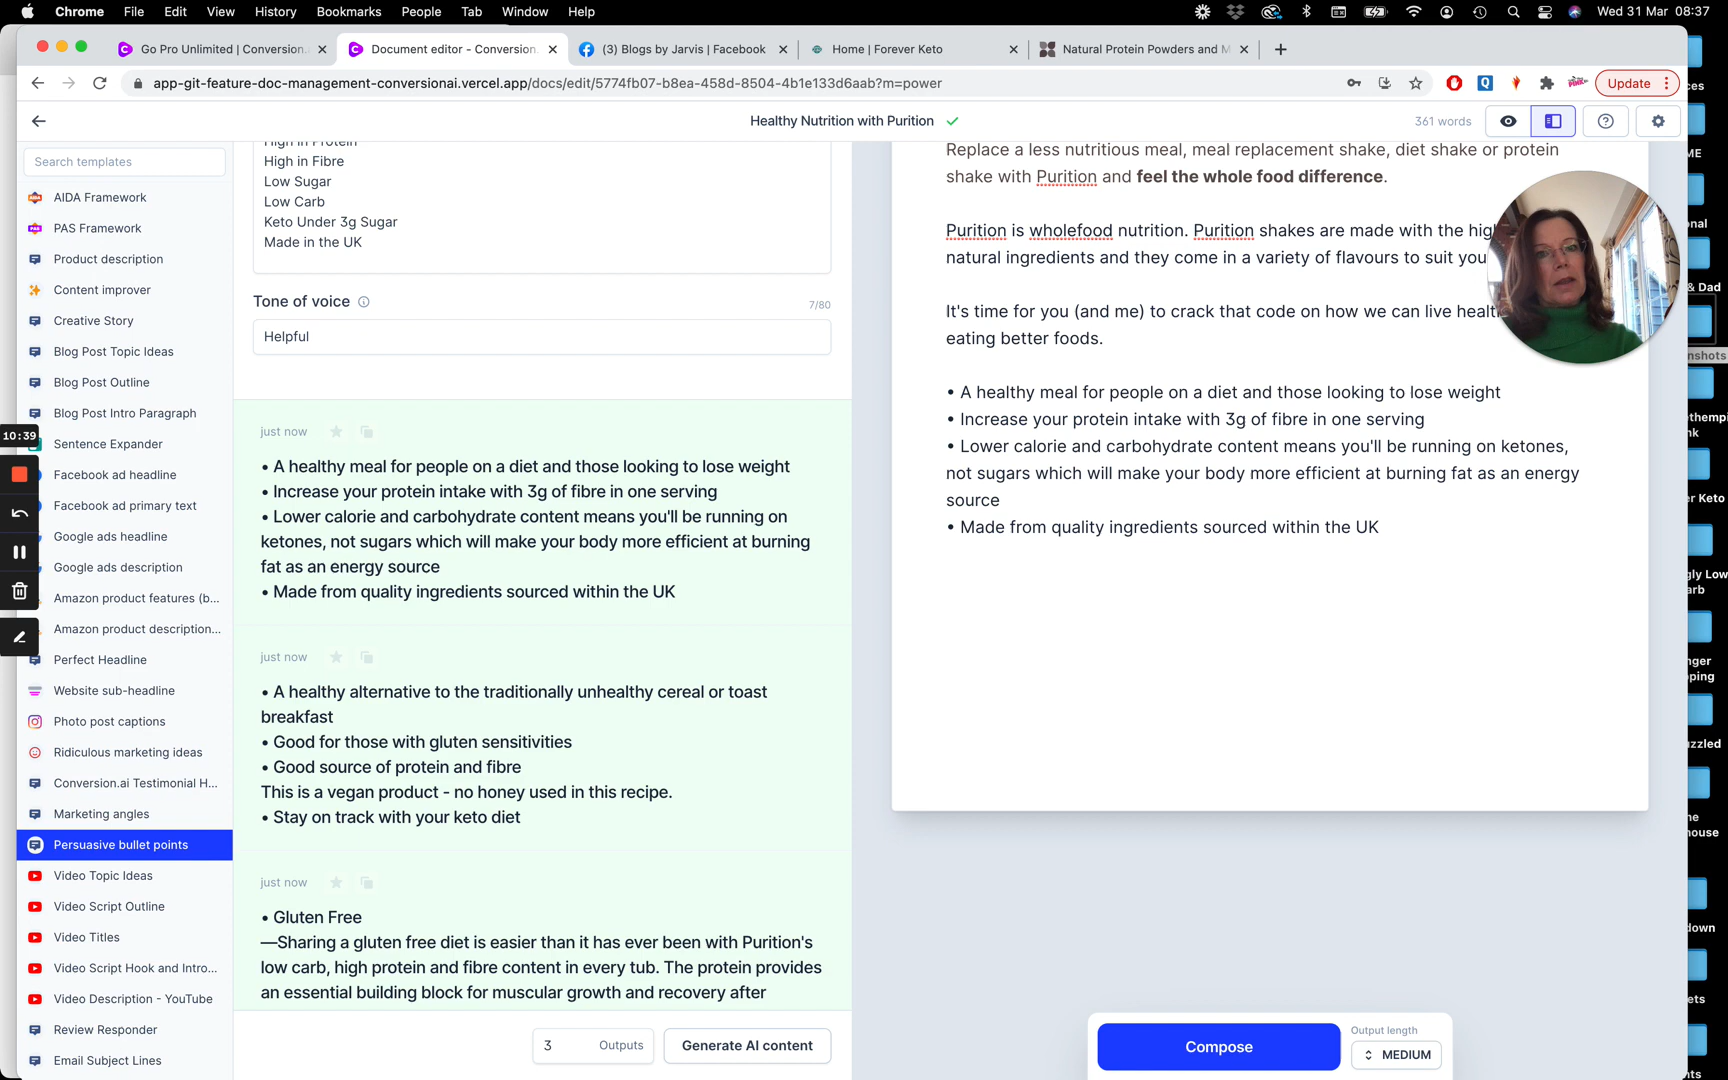 Chrome File Edit View History Bookmarks People Tab Window Help Wed 31 Mar 08:37
Go Pro Unlimited | Conversion. Document editor - Conversion. (3) Blogs by Jarvis | Facebook Home | Forever Keto Natural Protein Powders and M
app-git-feature-doc-management-conversionai.vercel.app/docs/edit/5774fb07-b8ea-458d-8504-4b1e133d6aab?m=power Update
Healthy Nutrition with Purition 361 words
Search templates
AIDA Framework
PAS Framework
Product description
Content improver
Creative Story
Blog Post Topic Ideas
Blog Post Outline
Blog Post Intro Paragraph
10:39
Sentence Expander
Facebook ad headline
Facebook ad primary text
Google ads headline
Google ads description
Amazon product features (b...
Amazon product description...
Perfect Headline
Website sub-headline
Photo post captions
Ridiculous marketing ideas
Conversion.ai Testimonial H...
Marketing angles
Persuasive bullet points
Video Topic Ideas
Video Script Outline
Video Titles
Video Script Hook and Intro...
Video Description - YouTube
Review Responder
Email Subject Lines
High in Protein
High in Fibre
Low Sugar
Low Carb
Keto Under 3g Sugar
Made in the UK
Tone of voice 7/80
Helpful
just now
• A healthy meal for people on a diet and those looking to lose weight
• Increase your protein intake with 3g of fibre in one serving
• Lower calorie and carbohydrate content means you'll be running on
ketones, not sugars which will make your body more efficient at burning
fat as an energy source
• Made from quality ingredients sourced within the UK
just now
• A healthy alternative to the traditionally unhealthy cereal or toast
breakfast
• Good for those with gluten sensitivities
• Good source of protein and fibre
This is a vegan product - no honey used in this recipe.
• Stay on track with your keto diet
just now
• Gluten Free
—Sharing a gluten free diet is easier than it has ever been with Purition's
low carb, high protein and fibre content in every tub. The protein provides
an essential building block for muscular growth and recovery after
3 Outputs Generate AI content
Replace a less nutritious meal, meal replacement shake, diet shake or protein
shake with Purition and feel the whole food difference.
Purition is wholefood nutrition. Purition shakes are made with the hig
natural ingredients and they come in a variety of flavours to suit you
It's time for you (and me) to crack that code on how we can live healt
eating better foods.
• A healthy meal for people on a diet and those looking to lose weight
• Increase your protein intake with 3g of fibre in one serving
• Lower calorie and carbohydrate content means you'll be running on ketones,
not sugars which will make your body more efficient at burning fat as an energy
source
• Made from quality ingredients sourced within the UK
Compose
Output length
MEDIUM
& Dad
r Keto